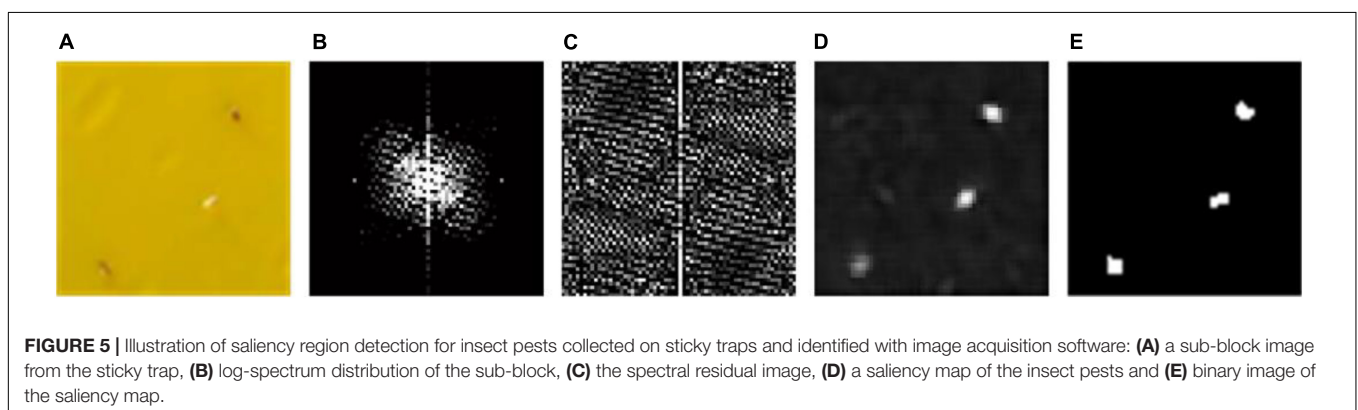 A B C D E
FIGURE 5 | Illustration of saliency region detection for insect pests collected on sticky traps and identified with image acquisition software: (A) a sub-block image
from the sticky trap, (B) log-spectrum distribution of the sub-block, (C) the spectral residual image, (D) a saliency map of the insect pests and (E) binary image of
the saliency map.